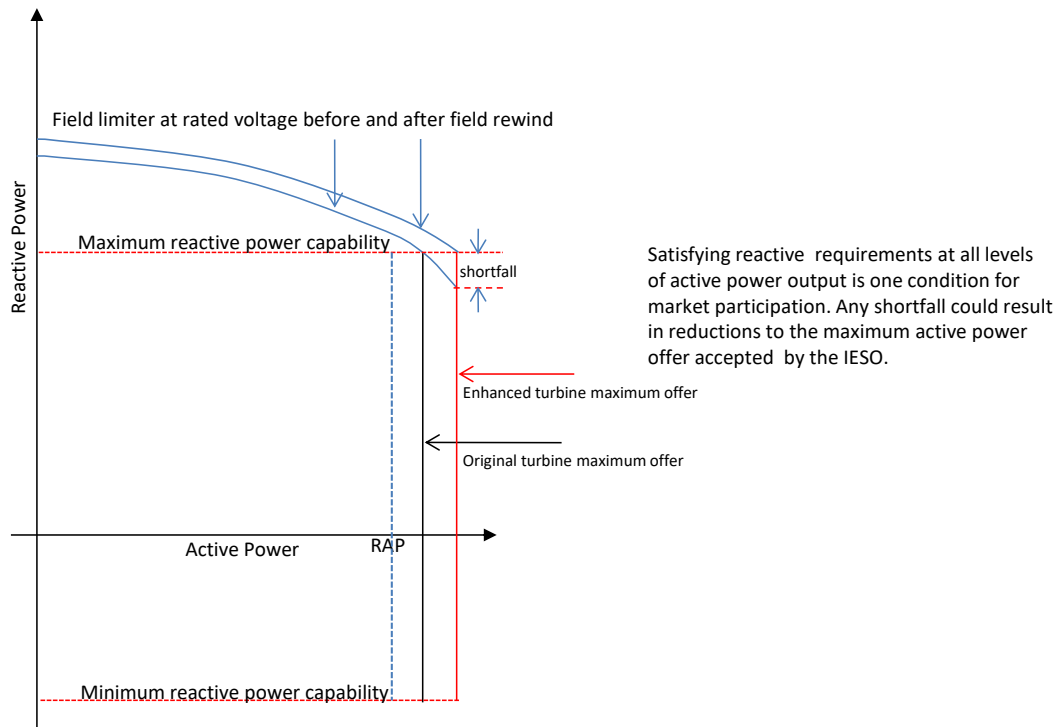 Field limiter at rated voltage before and after field rewind
Reactive Power
Maximum reactive power capability
shortfall
Satisfying reactive  requirements at all levels
of active power output is one condition for
market participation. Any shortfall could result
in reductions to the maximum active power
offer accepted  by the IESO.
Enhanced turbine maximum offer
Original turbine maximum offer
Active Power
RAP
Minimum reactive power capability